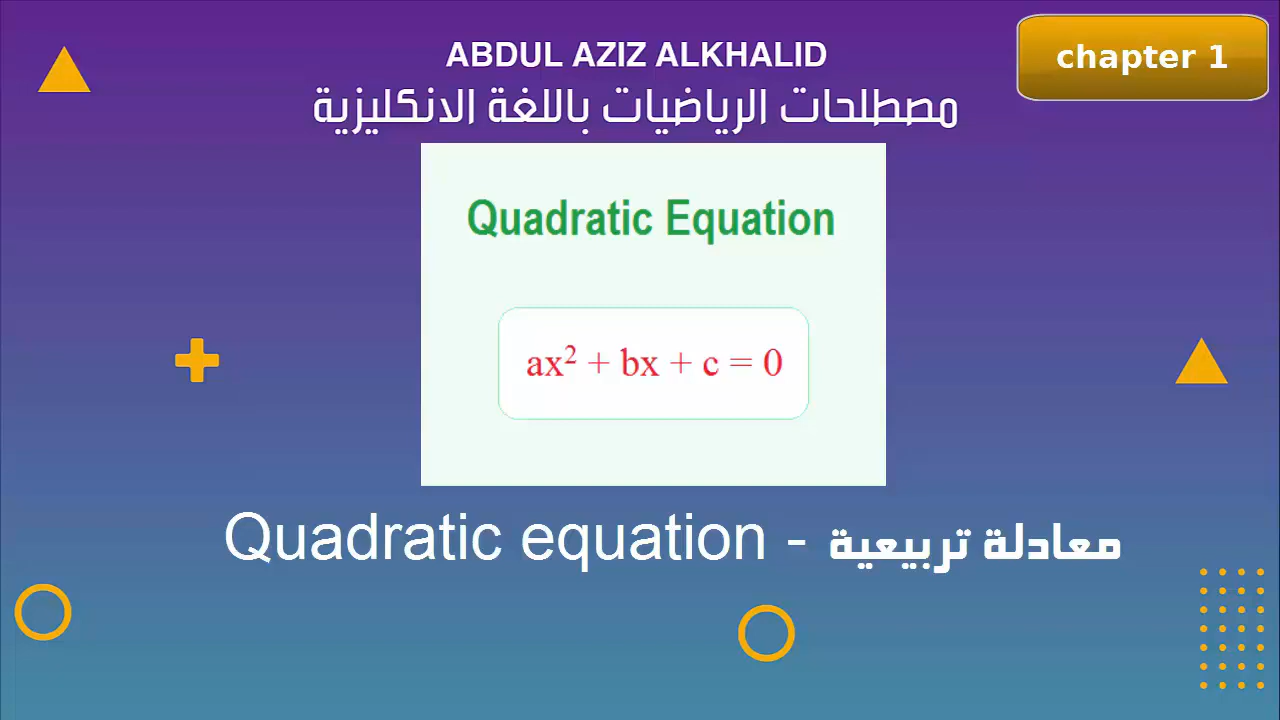 ABDUL AZIZ ALKHALID
chapter 1
مصطلحات الرياضيات باللغة الانكليزية
Quadratic Equation
ax² + bx + c = 0
Quadratic equation - معادلة تربيعية